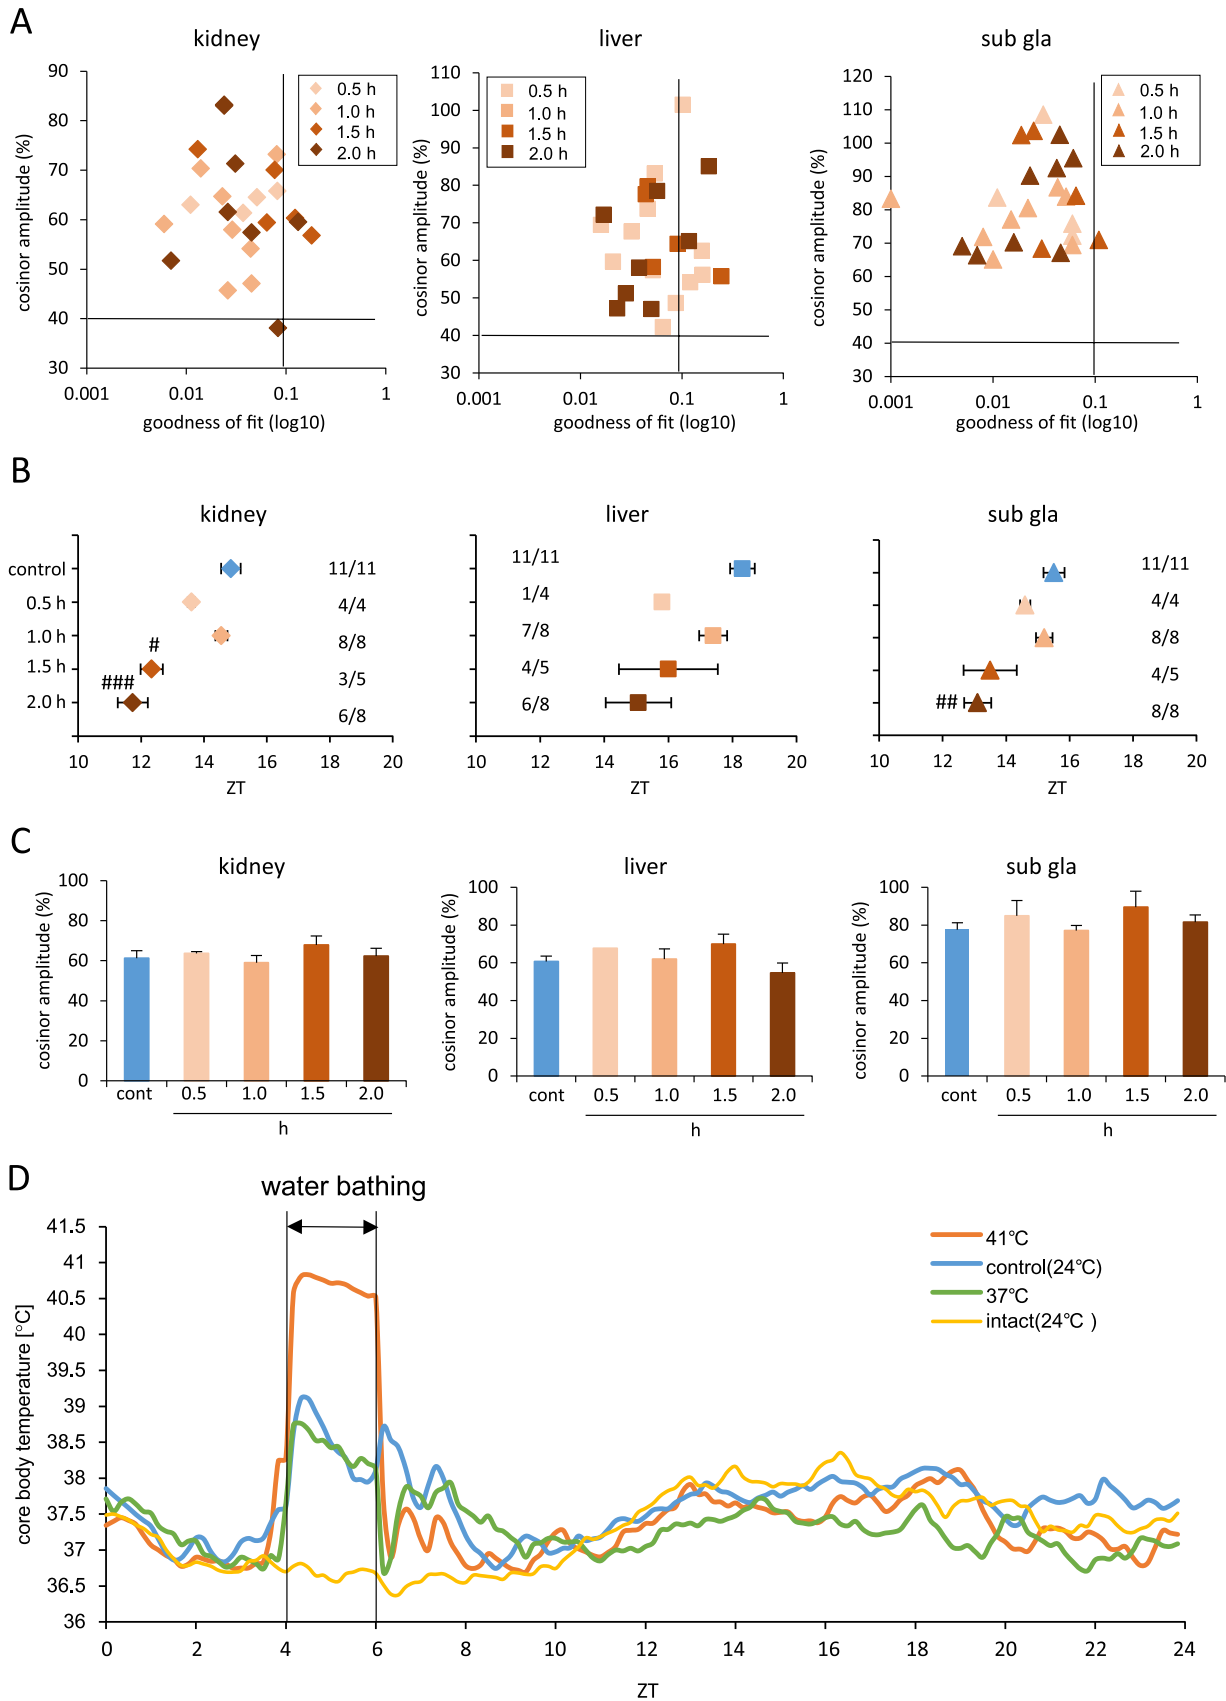 A
kidney
liver
sub gla
cosinor amplitude (%)
90
80
70
60
50
40
30
0.001
0.01
0.1
1
goodness of fit (log10)
0.5 h
1.0 h
1.5 h
2.0 h
cosinor amplitude (%)
110
100
90
80
70
60
50
40
30
0.001
0.01
0.1
1
goodness of fit (log10)
0.5 h
1.0 h
1.5 h
2.0 h
cosinor amplitude (%)
120
110
100
90
80
70
60
50
40
30
0.001
0.01
0.1
1
goodness of fit (log10)
0.5 h
1.0 h
1.5 h
2.0 h
B
kidney
liver
sub gla
control
0.5 h
1.0 h
1.5 h
2.0 h
#
###
11/11
4/4
8/8
3/5
6/8
10 12 14 16 18 20
ZT
11/11
1/4
7/8
4/5
6/8
10 12 14 16 18 20
ZT
##
11/11
4/4
8/8
4/5
8/8
10 12 14 16 18 20
ZT
C
kidney
liver
sub gla
cosinor amplitude (%)
100
80
60
40
20
0
cont 0.5 1.0 1.5 2.0
h
cosinor amplitude (%)
100
80
60
40
20
0
cont 0.5 1.0 1.5 2.0
h
cosinor amplitude (%)
100
80
60
40
20
0
cont 0.5 1.0 1.5 2.0
h
D
water bathing
core body temperature [°C]
41.5
41
40.5
40
39.5
39
38.5
38
37.5
37
36.5
36
41℃
control(24℃)
37℃
intact(24℃ )
0 2 4 6 8 10 12 14 16 18 20 22 24
ZT